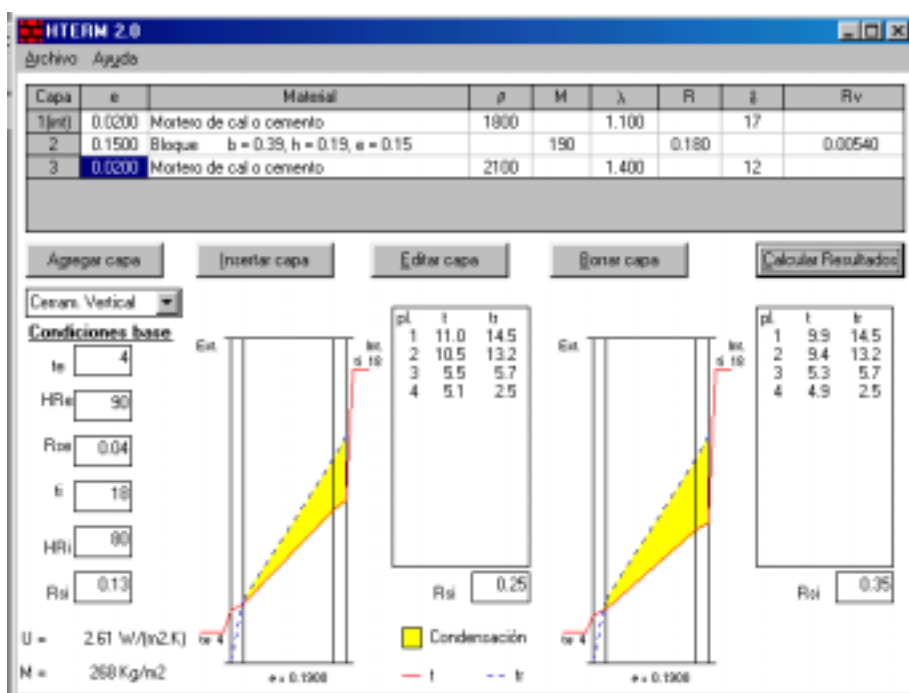 HTERM 2.0
Archivo Ayuda
Capa e Material ρ M λ R δ Rv
1(int) 0.0200 Mortero de cal o cemento 1800 1.100 17
2 0.1500 Bloque b = 0.39, h = 0.19, e = 0.15 190 0.180 0.00540
3 0.0200 Mortero de cal o cemento 2100 1.400 12
Agregar capa Insertar capa Editar capa Borrar capa Calcular Resultados
Cerram. Vertical
Condiciones base
te 4
HRe 90
Rse 0.04
ti 18
HRi 80
Rsi 0.13
U = 2.61 W/(m2.K)
M = 268 Kg/m2
Ext. Int.
ti 18
te 4
e = 0.1900
pl. t tr
1 11.0 14.5
2 10.5 13.2
3 5.5 5.7
4 5.1 2.5
Rsi 0.25
Condensación
t tr
Ext. Int.
ti 18
te 4
e = 0.1900
pl. t tr
1 9.9 14.5
2 9.4 13.2
3 5.3 5.7
4 4.9 2.5
Rsi 0.35